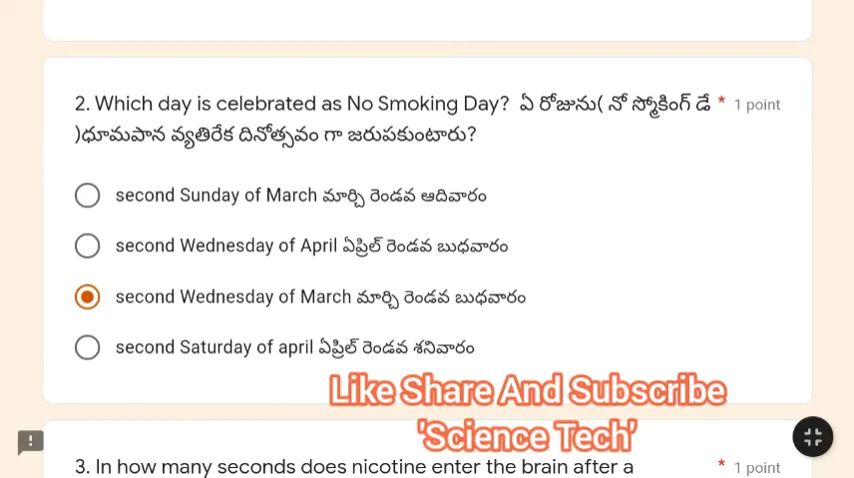 2. Which day is celebrated as No Smoking Day? ఏ రోజును( నో స్మోకింగ్ డే * 1 point
)ధూమపాన వ్యతిరేక దినోత్సవం గా జరుపకుంటారు?
second Sunday of March మార్చి రెండవ ఆదివారం
second Wednesday of April ఏప్రిల్ రెండవ బుధవారం
second Wednesday of March మార్చి రెండవ బుధవారం
second Saturday of april ఏప్రిల్ రెండవ శనివారం
Like Share And Subscribe
'Science Tech'
3. In how many seconds does nicotine enter the brain after a * 1 point